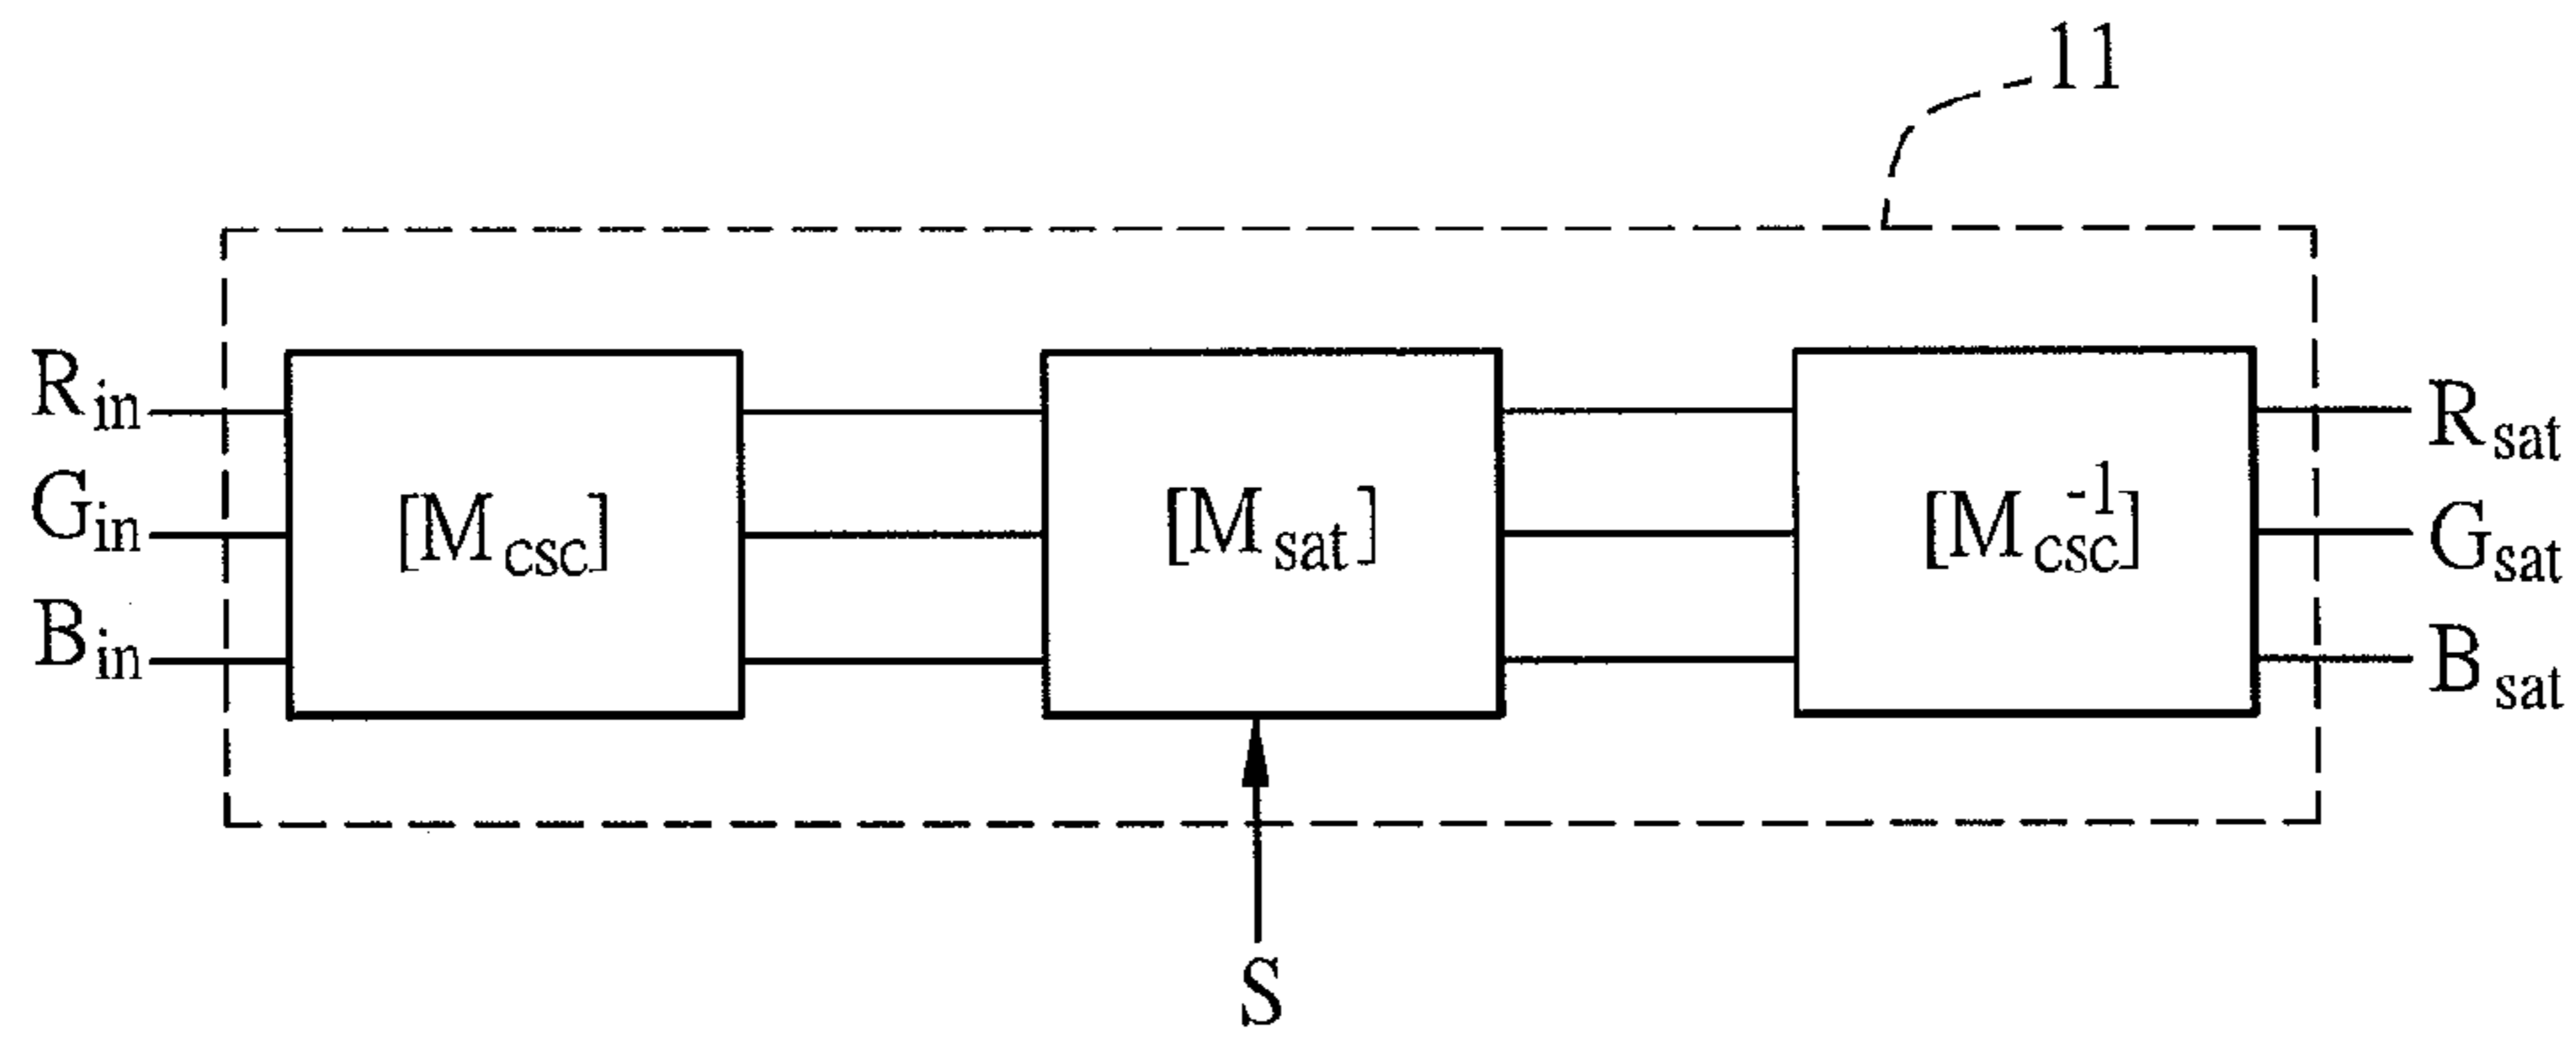 11
R_in
G_in
B_in
[M_csc]
[M_sat]
[M_csc^-1]
R_sat
G_sat
B_sat
S